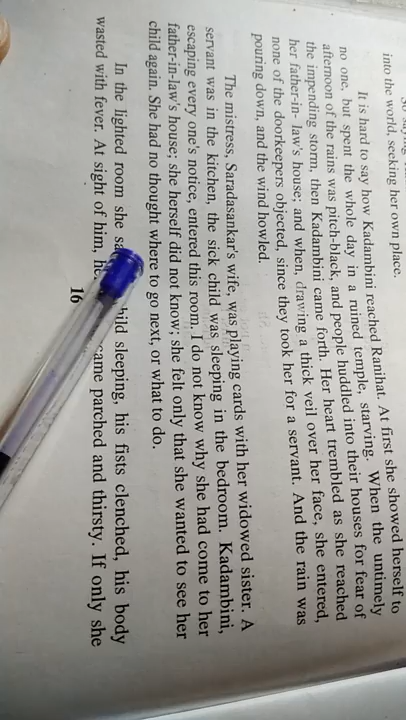 into the world, seeking her own place.
It is hard to say how Kadambini reached Ranihat. At first she showed herself to
no one, but spent the whole day in a ruined temple, starving. When the untimely
afternoon of the rains was pitch-black, and people huddled into their houses for fear of
the impending storm, then Kadambini came forth. Her heart trembled as she reached
her father-in- law's house; and when, drawing a thick veil over her face, she entered,
none of the doorkeepers objected, since they took her for a servant. And the rain was
pouring down, and the wind howled.
The mistress, Saradasankar's wife, was playing cards with her widowed sister. A
servant was in the kitchen, the sick child was sleeping in the bedroom. Kadambini,
escaping every one's notice, entered this room. I do not know why she had come to her
father-in-law's house; she herself did not know; she felt only that she wanted to see her
child again. She had no thought where to go next, or what to do.
In the lighted room she sleeping, his fists clenched, his body
wasted with fever. At sight of him, parched and thirsty. If only she
16